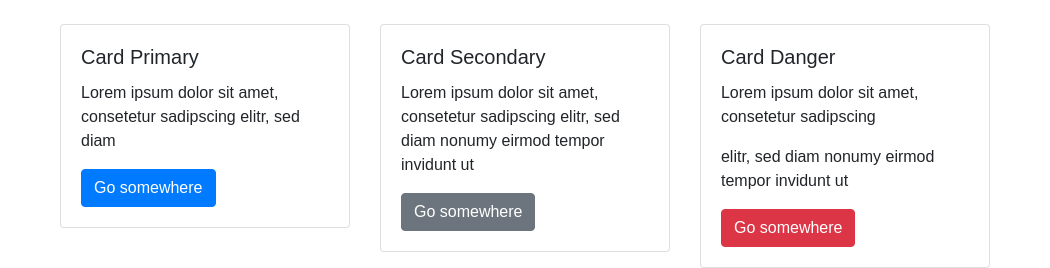 Card Primary
Lorem ipsum dolor sit amet,
consetetur sadipscing elitr, sed
diam
Go somewhere
Card Secondary
Lorem ipsum dolor sit amet,
consetetur sadipscing elitr, sed
diam nonumy eirmod tempor
invidunt ut
Go somewhere
Card Danger
Lorem ipsum dolor sit amet,
consetetur sadipscing
elitr, sed diam nonumy eirmod
tempor invidunt ut
Go somewhere